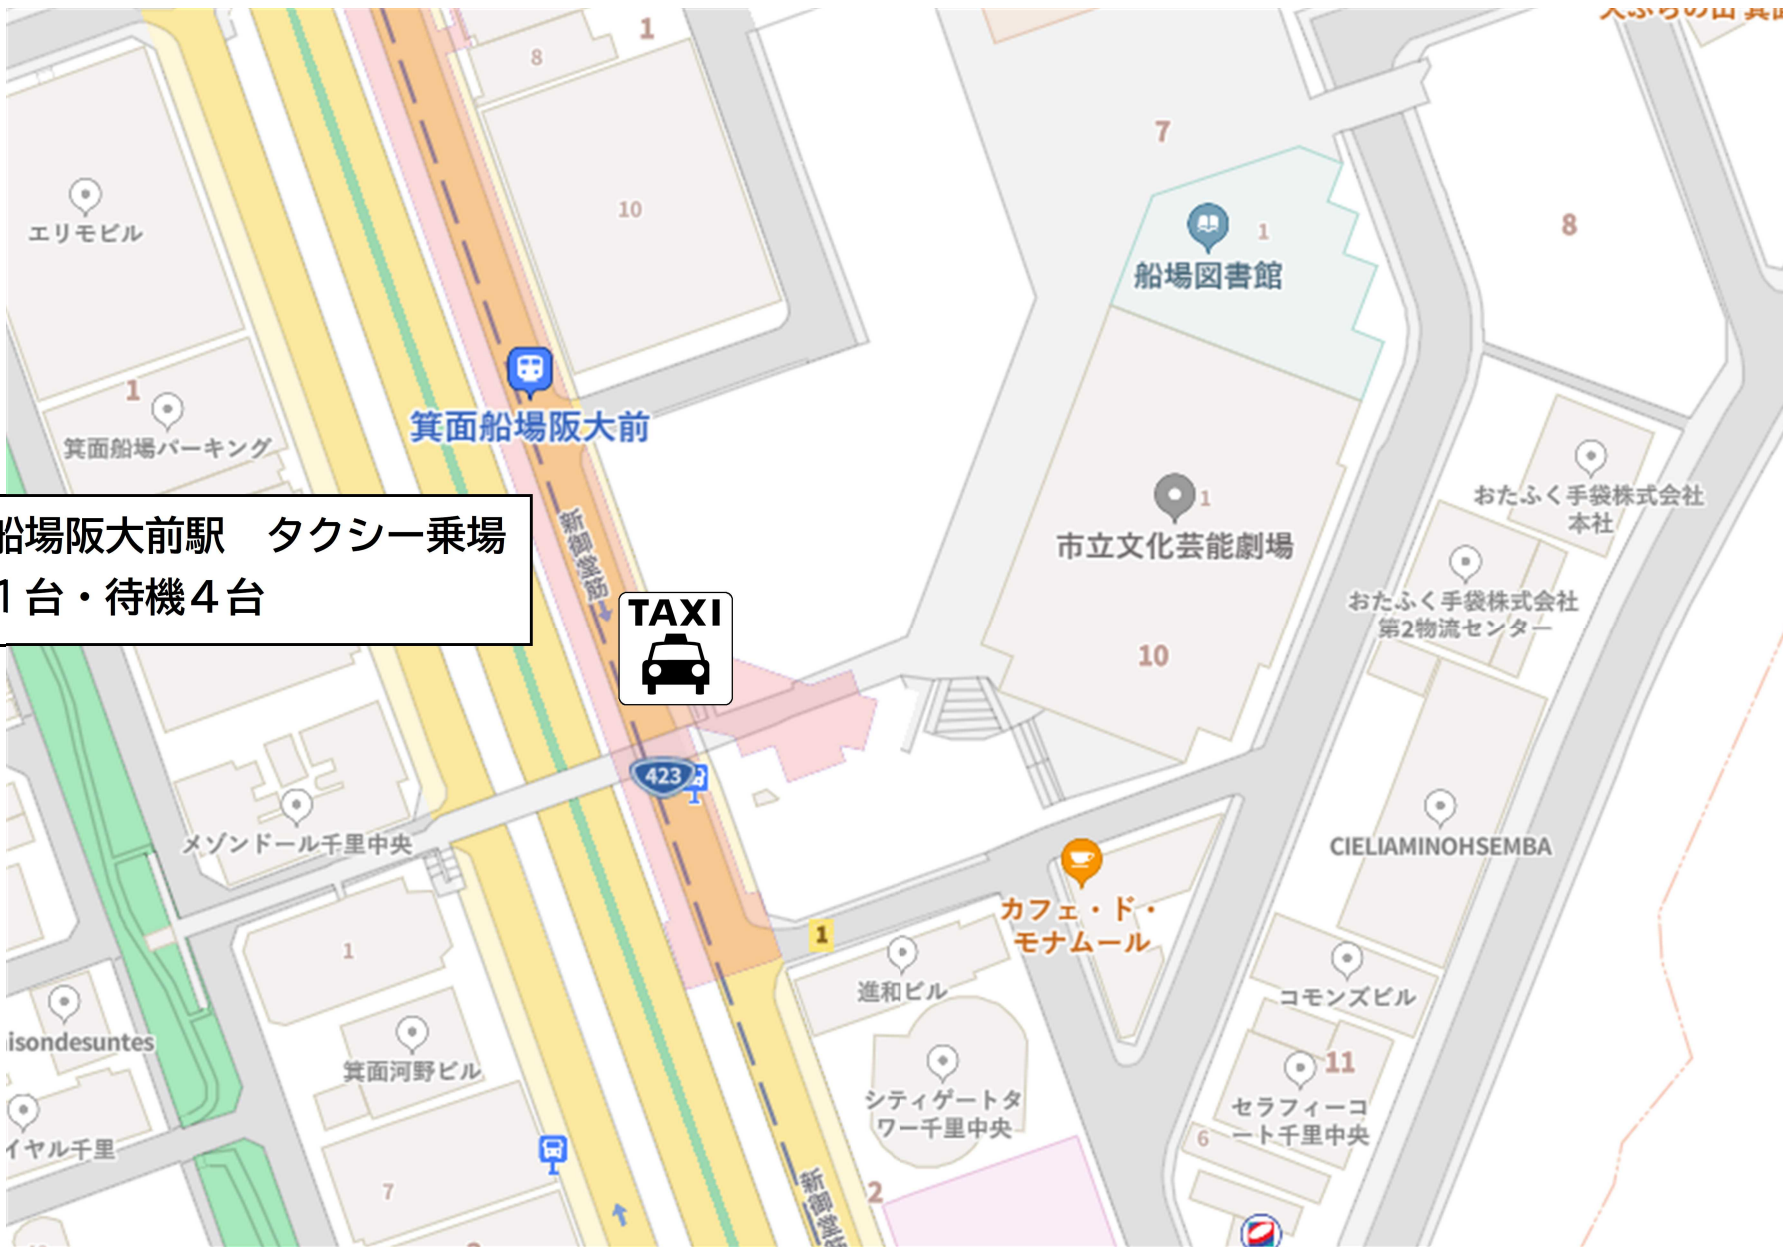 1
8
7
10
エリモビル
1
船場図書館
8
箕面船場阪大前
1
箕面船場パーキング
1
市立文化芸能劇場
おたふく手袋株式会社
本社
船場阪大前駅　タクシー乗場
1台・待機4台
新御堂筋
TAXI
おたふく手袋株式会社
第2物流センター
10
423
メゾンドール千里中央
CIELIAMINOHSEMBA
カフェ・ド・
モナムール
1
1
進和ビル
コモンズビル
isondesuntes
箕面河野ビル
シティゲートタ
ワー千里中央
11
セラフィーコ
ート千里中央
イヤル千里
6
7
2
新御堂筋